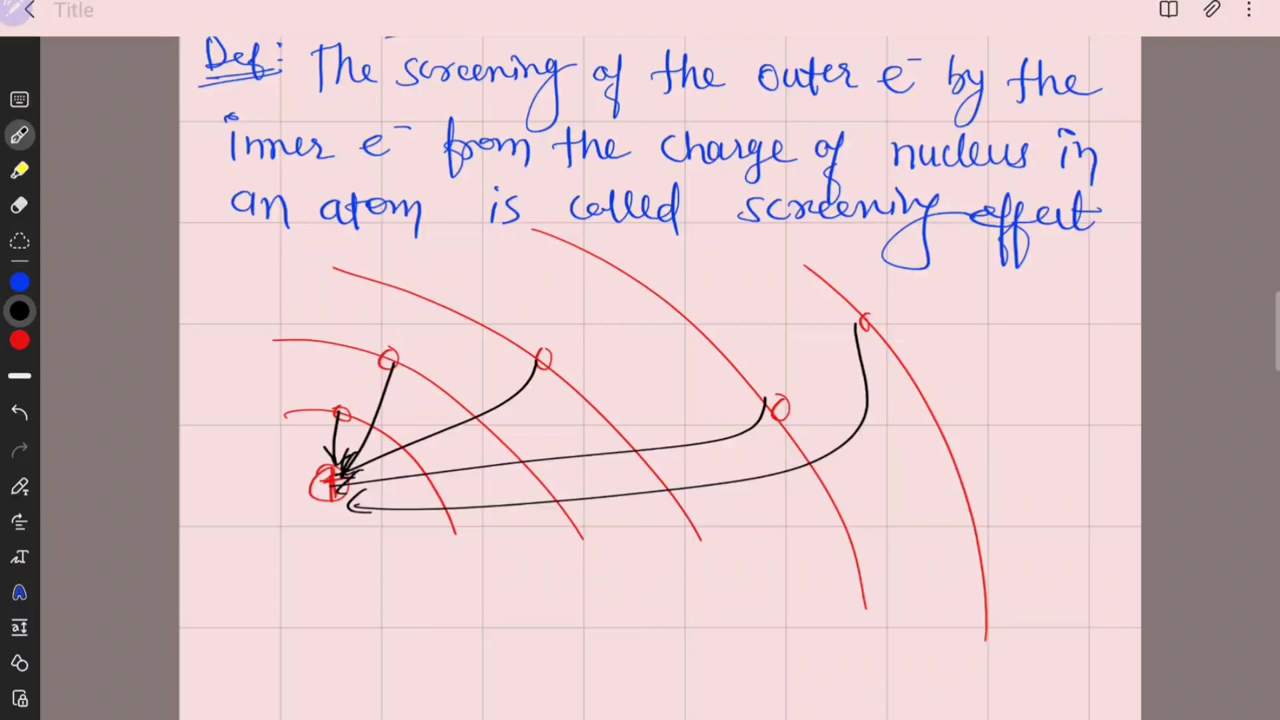 Title
Def: The screening of the outer e⁻ by the
inner e⁻ from the charge of nucleus in
an atom is called screening effect
+